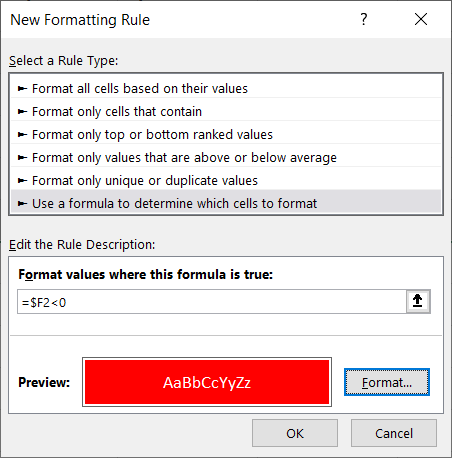 New Formatting Rule ?
Select a Rule Type:
► Format all cells based on their values
► Format only cells that contain
► Format only top or bottom ranked values
► Format only values that are above or below average
► Format only unique or duplicate values
► Use a formula to determine which cells to format
Edit the Rule Description:
Format values where this formula is true:
=$F2<0
Preview: AaBbCcYyZz Format...
OK Cancel